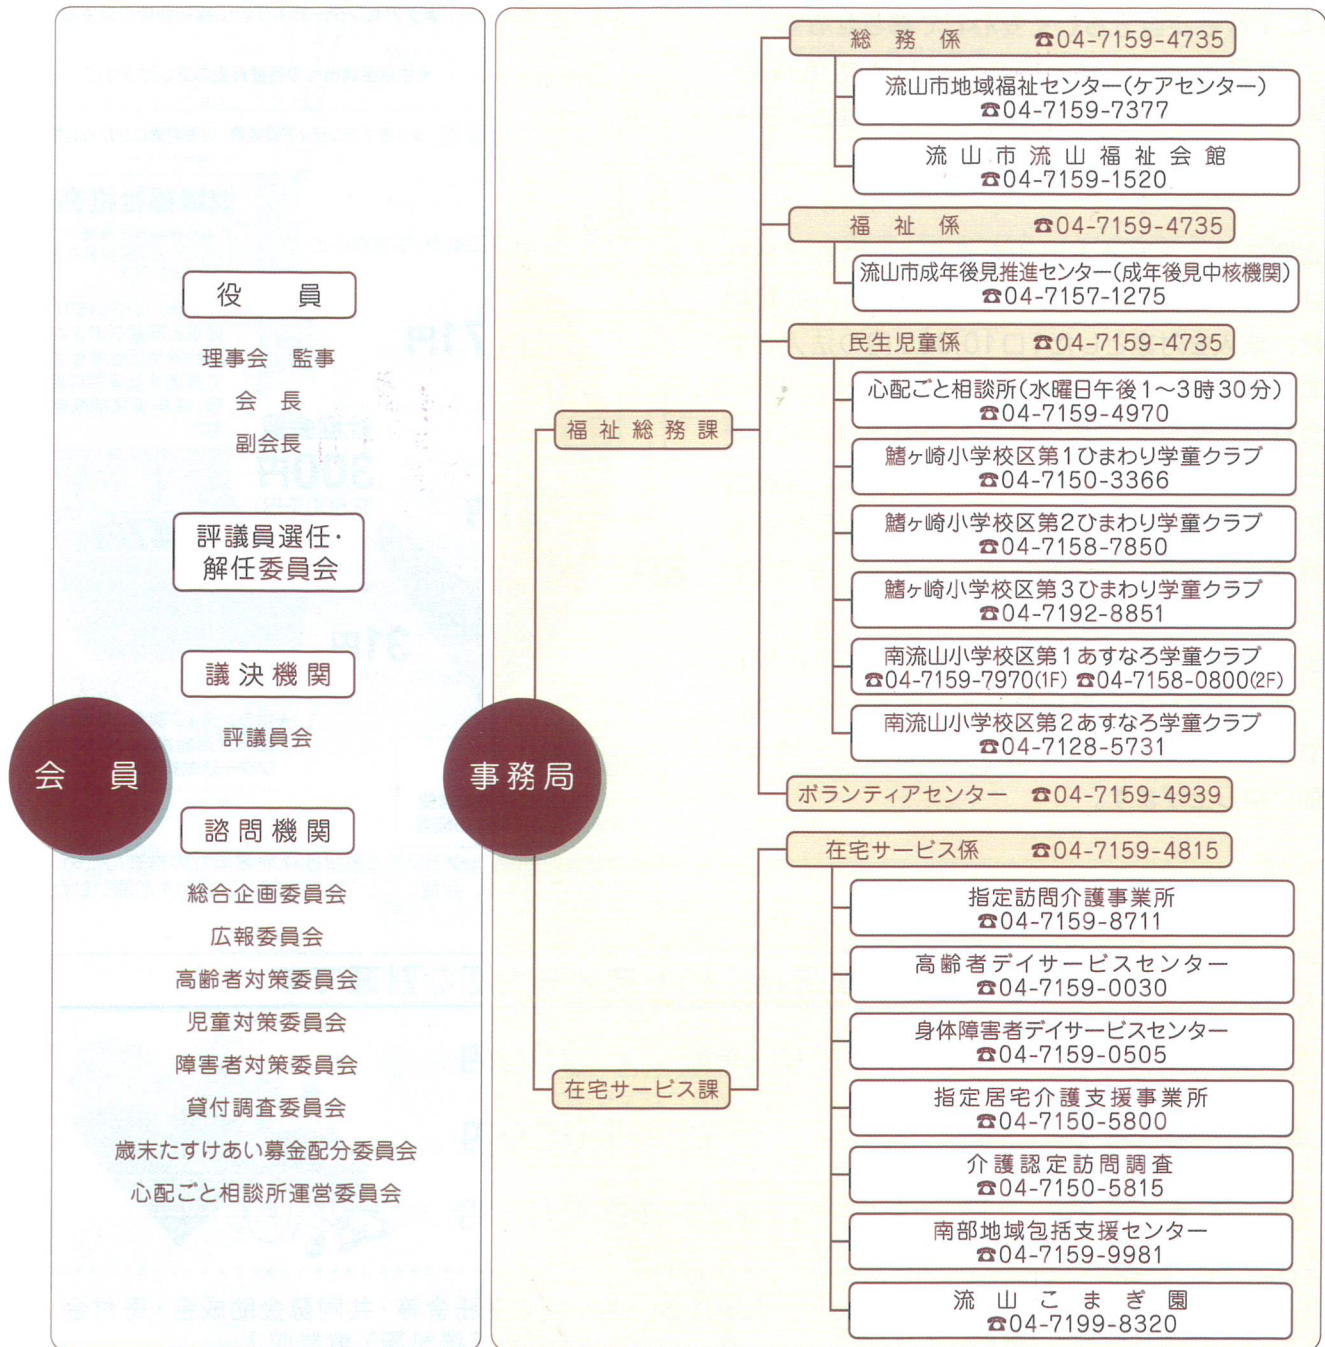 会員
役員
理事会 監事
会長
副会長
評議員選任・
解任委員会
議決機関
評議員会
諮問機関
総合企画委員会
広報委員会
高齢者対策委員会
児童対策委員会
障害者対策委員会
貸付調査委員会
歳末たすけあい募金配分委員会
心配ごと相談所運営委員会
事務局
福祉総務課
総務係 ☎04-7159-4735
流山市地域福祉センター(ケアセンター)
☎04-7159-7377
流山市流山福祉会館
☎04-7159-1520
福祉係 ☎04-7159-4735
流山市成年後見推進センター(成年後見中核機関)
☎04-7157-1275
民生児童係 ☎04-7159-4735
心配ごと相談所(水曜日午後1~3時30分)
☎04-7159-4970
鰭ヶ崎小学校区第1ひまわり学童クラブ
☎04-7150-3366
鰭ヶ崎小学校区第2ひまわり学童クラブ
☎04-7158-7850
鰭ヶ崎小学校区第3ひまわり学童クラブ
☎04-7192-8851
南流山小学校区第1あすなろ学童クラブ
☎04-7159-7970(1F) ☎04-7158-0800(2F)
南流山小学校区第2あすなろ学童クラブ
☎04-7128-5731
ボランティアセンター ☎04-7159-4939
在宅サービス課
在宅サービス係 ☎04-7159-4815
指定訪問介護事業所
☎04-7159-8711
高齢者デイサービスセンター
☎04-7159-0030
身体障害者デイサービスセンター
☎04-7159-0505
指定居宅介護支援事業所
☎04-7150-5800
介護認定訪問調査
☎04-7150-5815
南部地域包括支援センター
☎04-7159-9981
流山こまぎ園
☎04-7199-8320